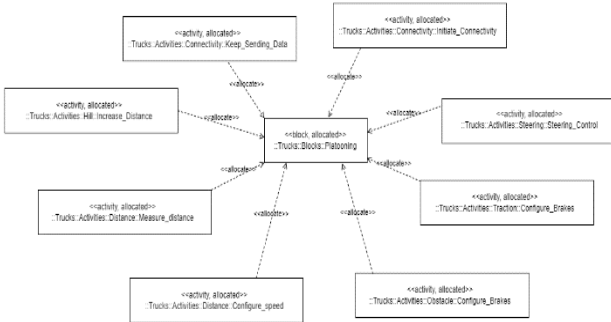 <<activity, allocated>>
::Trucks::Activities::Connectivity::Keep_Sending_Data
<<activity, allocated>>
::Trucks::Activities::Connectivity::Initiate_Connectivity
<<allocate>>
<<allocate>>
<<activity, allocated>>
::Trucks::Activities::Hill::Increase_Distance
<<allocate>>
<<activity, allocated>>
::Trucks::Activities::Steering::Steering_Control
<<allocate>>
<<block, allocated>>
::Trucks::Blocks::Platooning
<<allocate>>
<<allocate>>
<<activity, allocated>>
::Trucks::Activities::Distance::Measure_distance
<<activity, allocated>>
::Trucks::Activities::Traction::Configure_Brakes
<<allocate>>
<<allocate>>
<<activity, allocated>>
::Trucks::Activities::Distance::Configure_speed
<<activity, allocated>>
::Trucks::Activities::Obstacle::Configure_Brakes